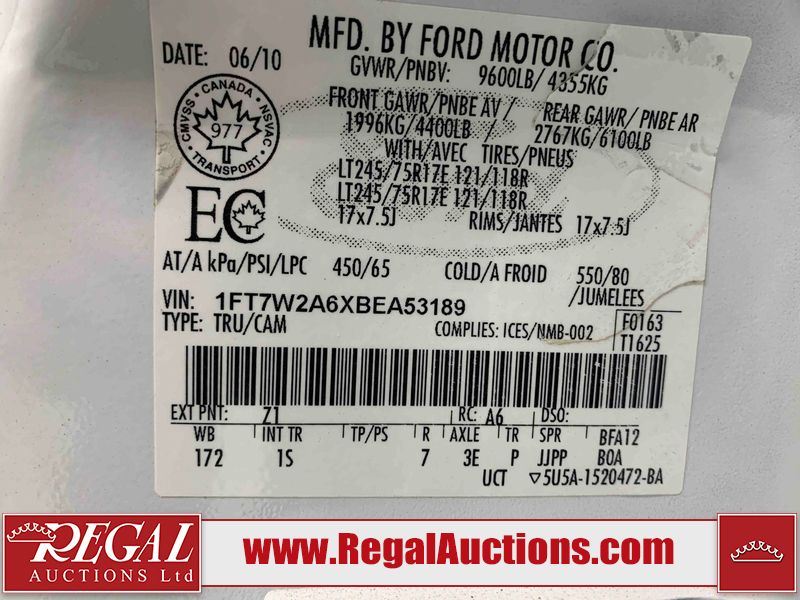 MFD. BY FORD MOTOR CO.
DATE: 06/10
GVWR/PNBV: 9600LB/ 4355KG
FRONT GAWR/PNBE AV / REAR GAWR/ PNBE AR
1996KG/4400LB / 2767KG/6100LB
WITH/AVEC TIRES/PNEUS
LT245/75R17E 121/118R
LT245/75R17E 121/118R
17x7.5J RIMS/JANTES 17x7.5J
CANADA
CMVSS NSVAC
977
TRANSPORT
EC
AT/A kPa/PSI/LPC 450/65 COLD/A FROID 550/80
/JUMELEES
VIN: 1FT7W2A6XBEA53189
TYPE: TRU/CAM COMPLIES: ICES/NMB-002 F0163
T1625
EXT PNT: Z1 RC: A6 DSO:
WB INT TR TP/PS R AXLE TR SPR BFA12
172 1S 7 3E P JJPP BOA
UCT ▽5U5A-1520472-BA
REGAL
AUCTIONS Ltd
www.RegalAuctions.com